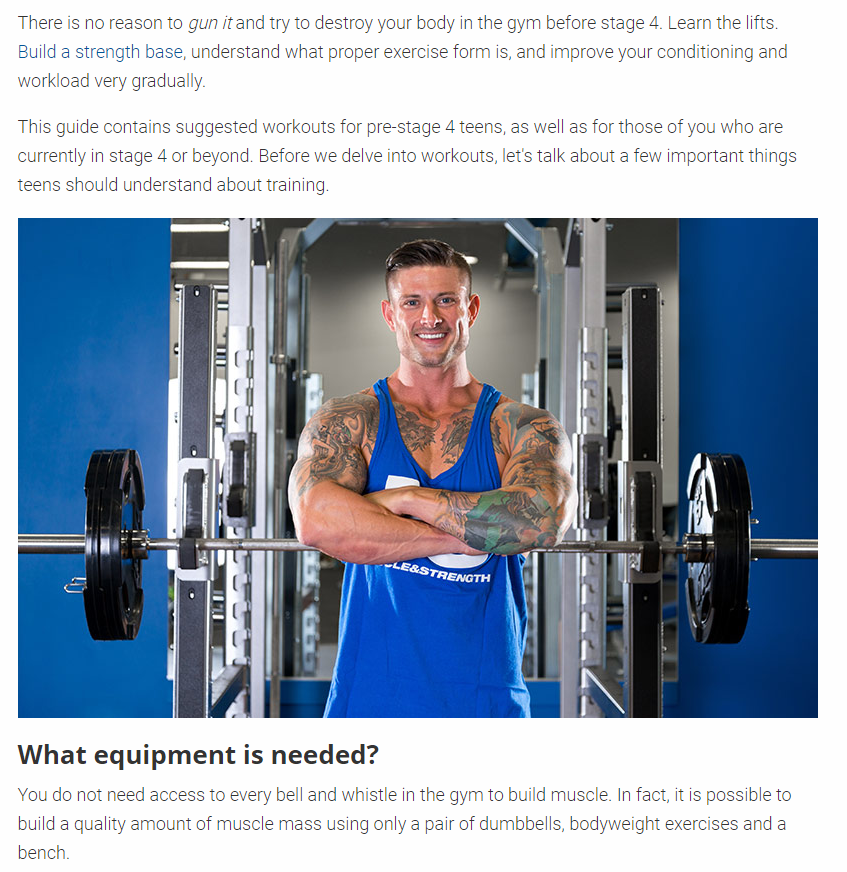 There is no reason to gun it and try to destroy your body in the gym before stage 4. Learn the lifts.
Build a strength base, understand what proper exercise form is, and improve your conditioning and
workload very gradually.
This guide contains suggested workouts for pre-stage 4 teens, as well as for those of you who are
currently in stage 4 or beyond. Before we delve into workouts, let's talk about a few important things
teens should understand about training.
CLE&STRENGTH
What equipment is needed?
You do not need access to every bell and whistle in the gym to build muscle. In fact, it is possible to
build a quality amount of muscle mass using only a pair of dumbbells, bodyweight exercises and a
bench.